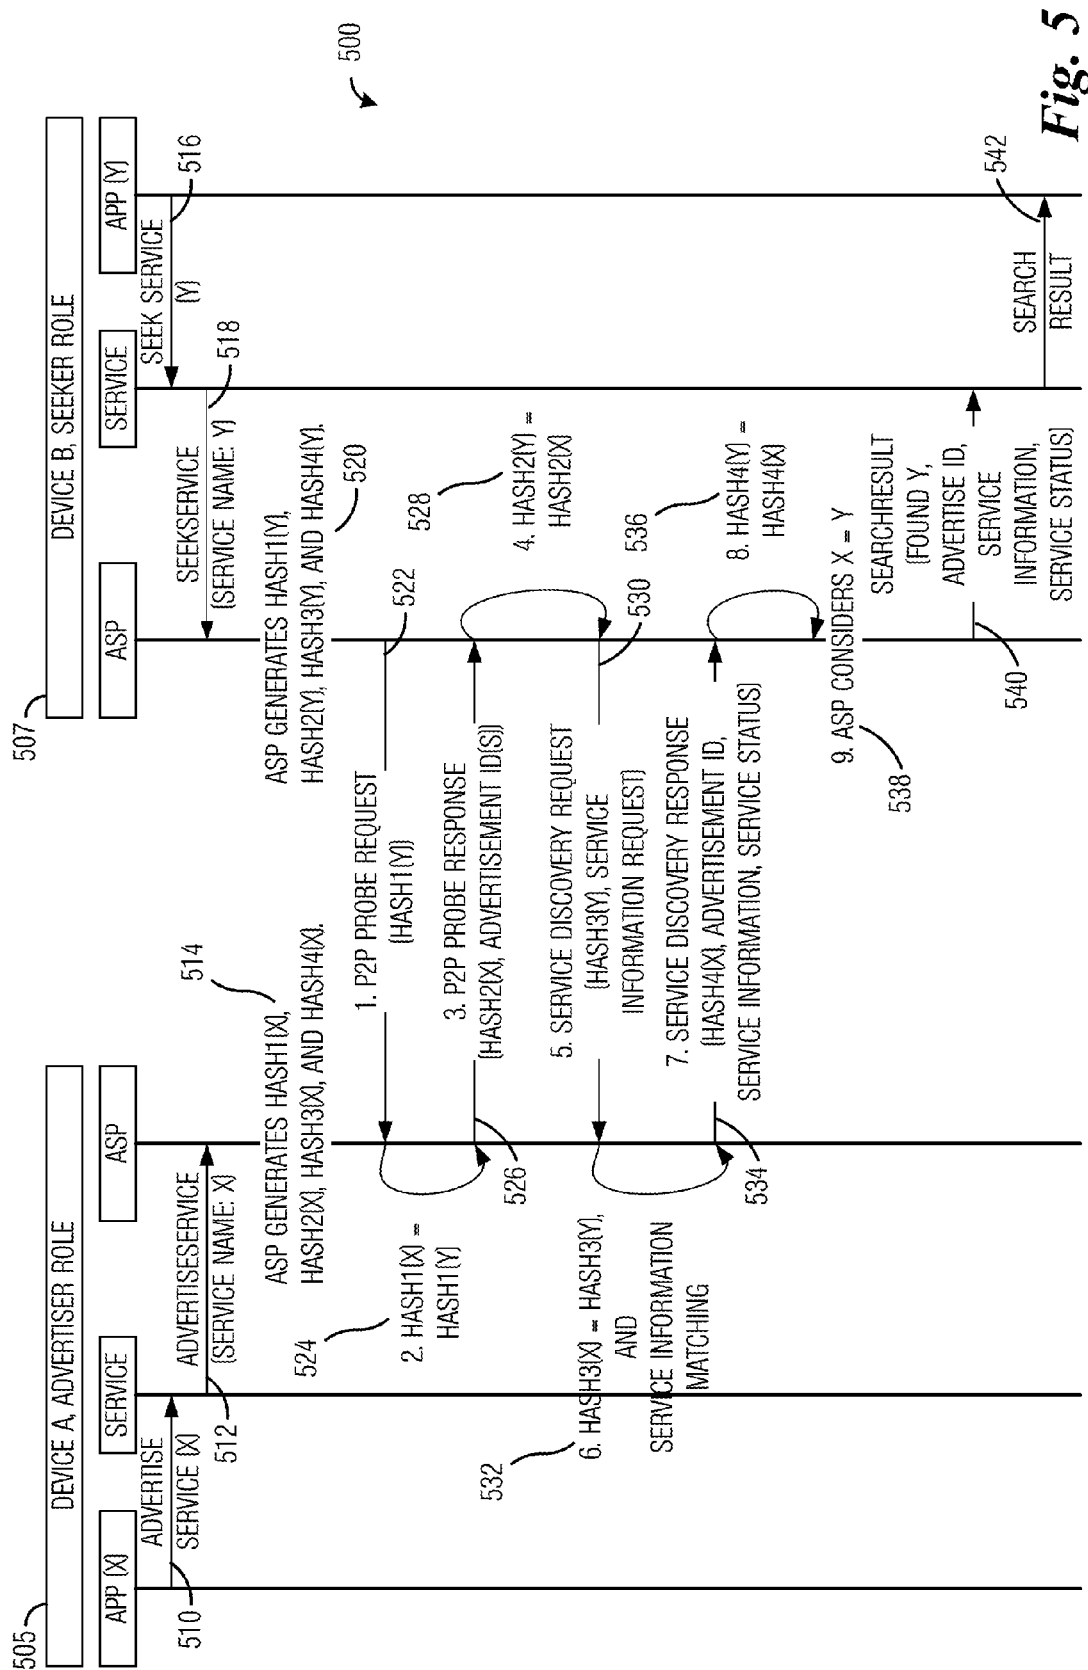 505
DEVICE A, ADVERTISER ROLE
507
DEVICE B, SEEKER ROLE
APP (X)
SERVICE
ASP
ASP
SERVICE
APP (Y)
ADVERTISE
SERVICE (X)
510
SEEK SERVICE
(Y)
516
ADVERTISESERVICE
(SERVICE NAME: X)
512
SEEKSERVICE
(SERVICE NAME: Y)
518
514
ASP GENERATES HASH1(X),
HASH2(X), HASH3(X), AND HASH4(X).
ASP GENERATES HASH1(Y),
HASH2(Y), HASH3(Y), AND HASH4(Y).
520
500
1. P2P PROBE REQUEST
(HASH1(Y))
522
524
2. HASH1(X) =
HASH1(Y)
3. P2P PROBE RESPONSE
(HASH2(X), ADVERTISEMENT ID(S))
526
528
4. HASH2(Y) =
HASH2(X)
5. SERVICE DISCOVERY REQUEST
(HASH3(Y), SERVICE
INFORMATION REQUEST)
530
532
6. HASH3(X) = HASH3(Y),
AND
SERVICE INFORMATION
MATCHING
7. SERVICE DISCOVERY RESPONSE
(HASH4(X), ADVERTISEMENT ID,
SERVICE INFORMATION, SERVICE STATUS)
534
536
8. HASH4(Y) =
HASH4(X)
9. ASP CONSIDERS X = Y
538
SEARCHRESULT
(FOUND Y,
ADVERTISE ID,
SERVICE
INFORMATION,
SERVICE STATUS)
540
SEARCH
RESULT
542
Fig. 5